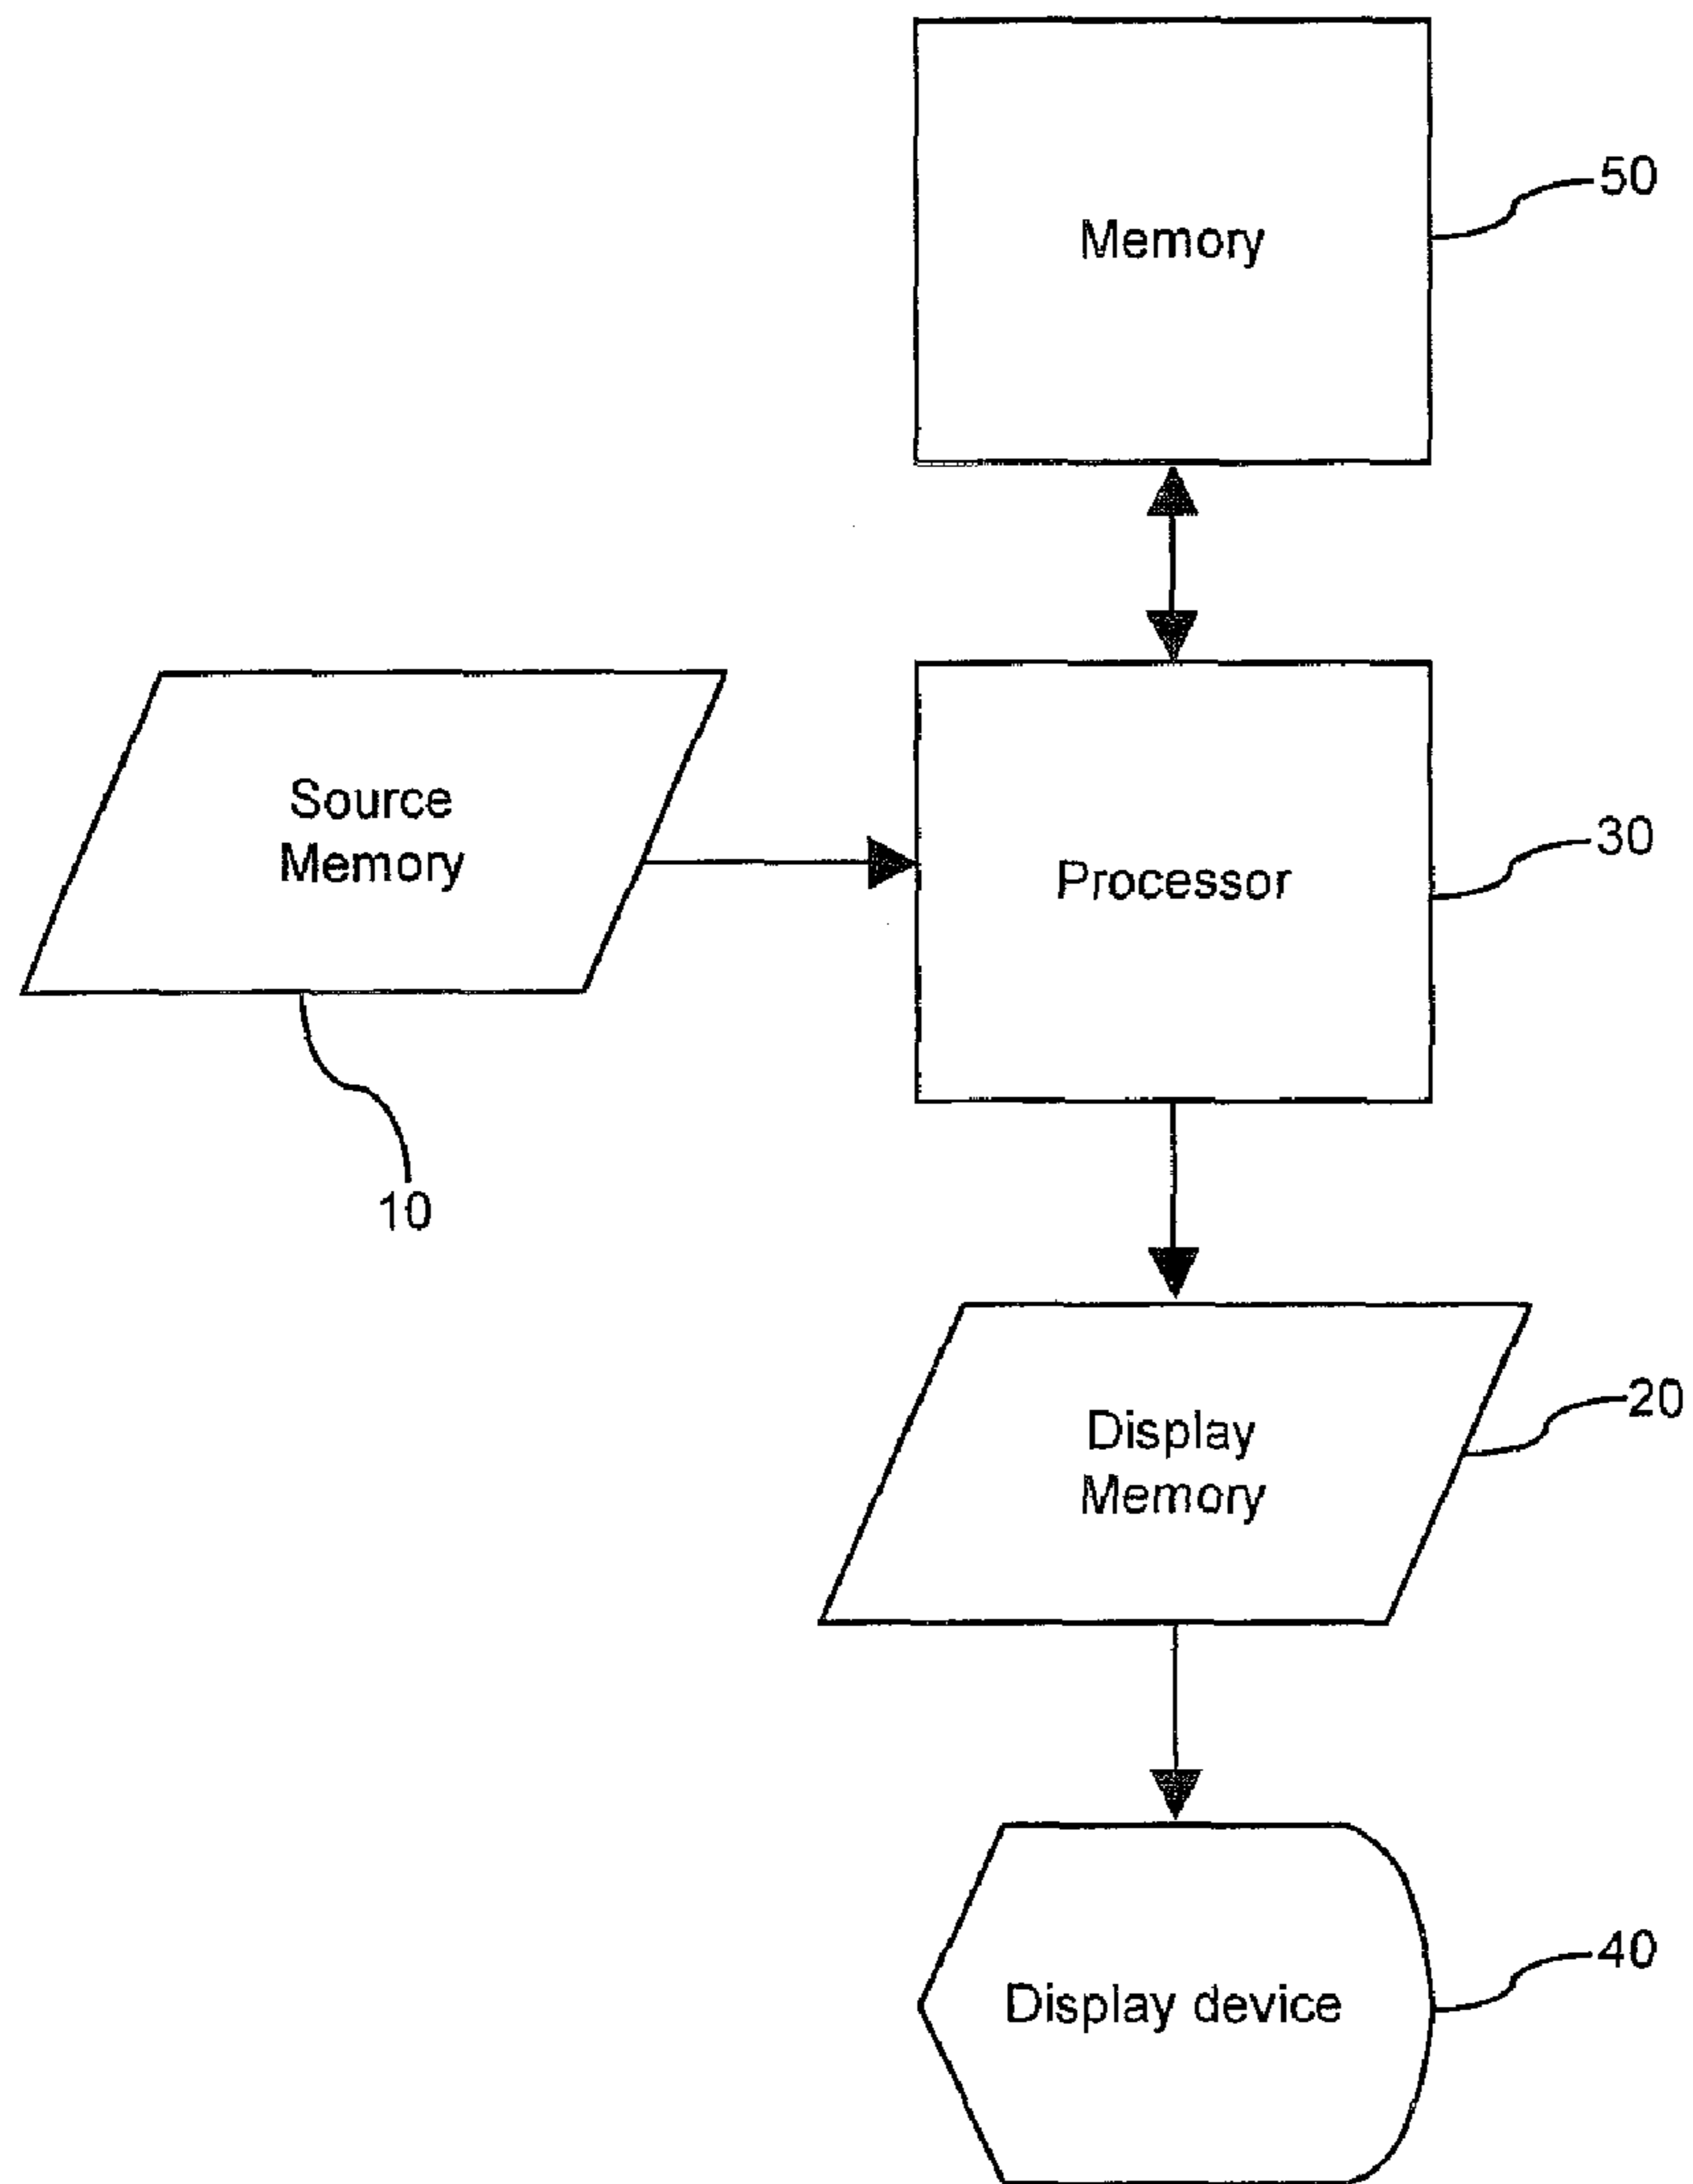 Memory
50
Source
Memory
10
Processor
30
Display
Memory
20
Display device
40